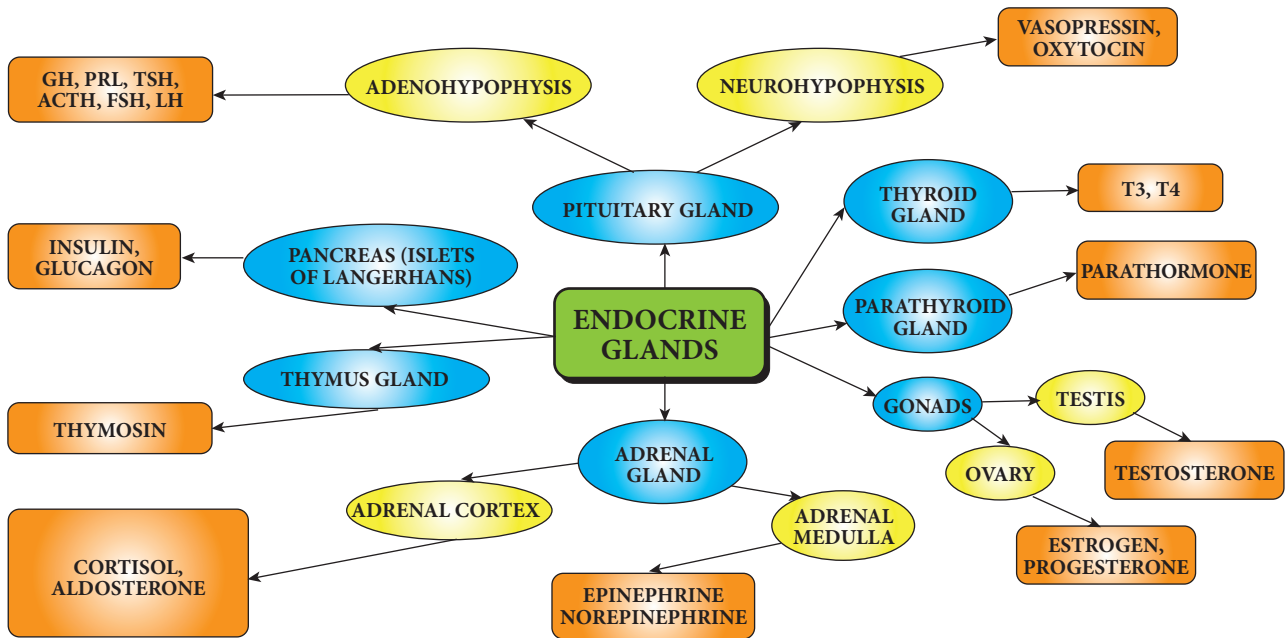 VASOPRESSIN,
OXYTOCIN
GH, PRL, TSH,
ACTH, FSH, LH
ADENOHYPOPHYSIS
NEUROHYPOPHYSIS
PITUITARY GLAND
THYROID
GLAND
T3, T4
INSULIN,
GLUCAGON
PANCREAS (ISLETS
OF LANGERHANS)
PARATHYROID
GLAND
PARATHORMONE
ENDOCRINE
GLANDS
THYMUS GLAND
THYMOSIN
GONADS
TESTIS
TESTOSTERONE
OVARY
ESTROGEN,
PROGESTERONE
ADRENAL
GLAND
ADRENAL CORTEX
ADRENAL
MEDULLA
CORTISOL,
ALDOSTERONE
EPINEPHRINE
NOREPINEPHRINE